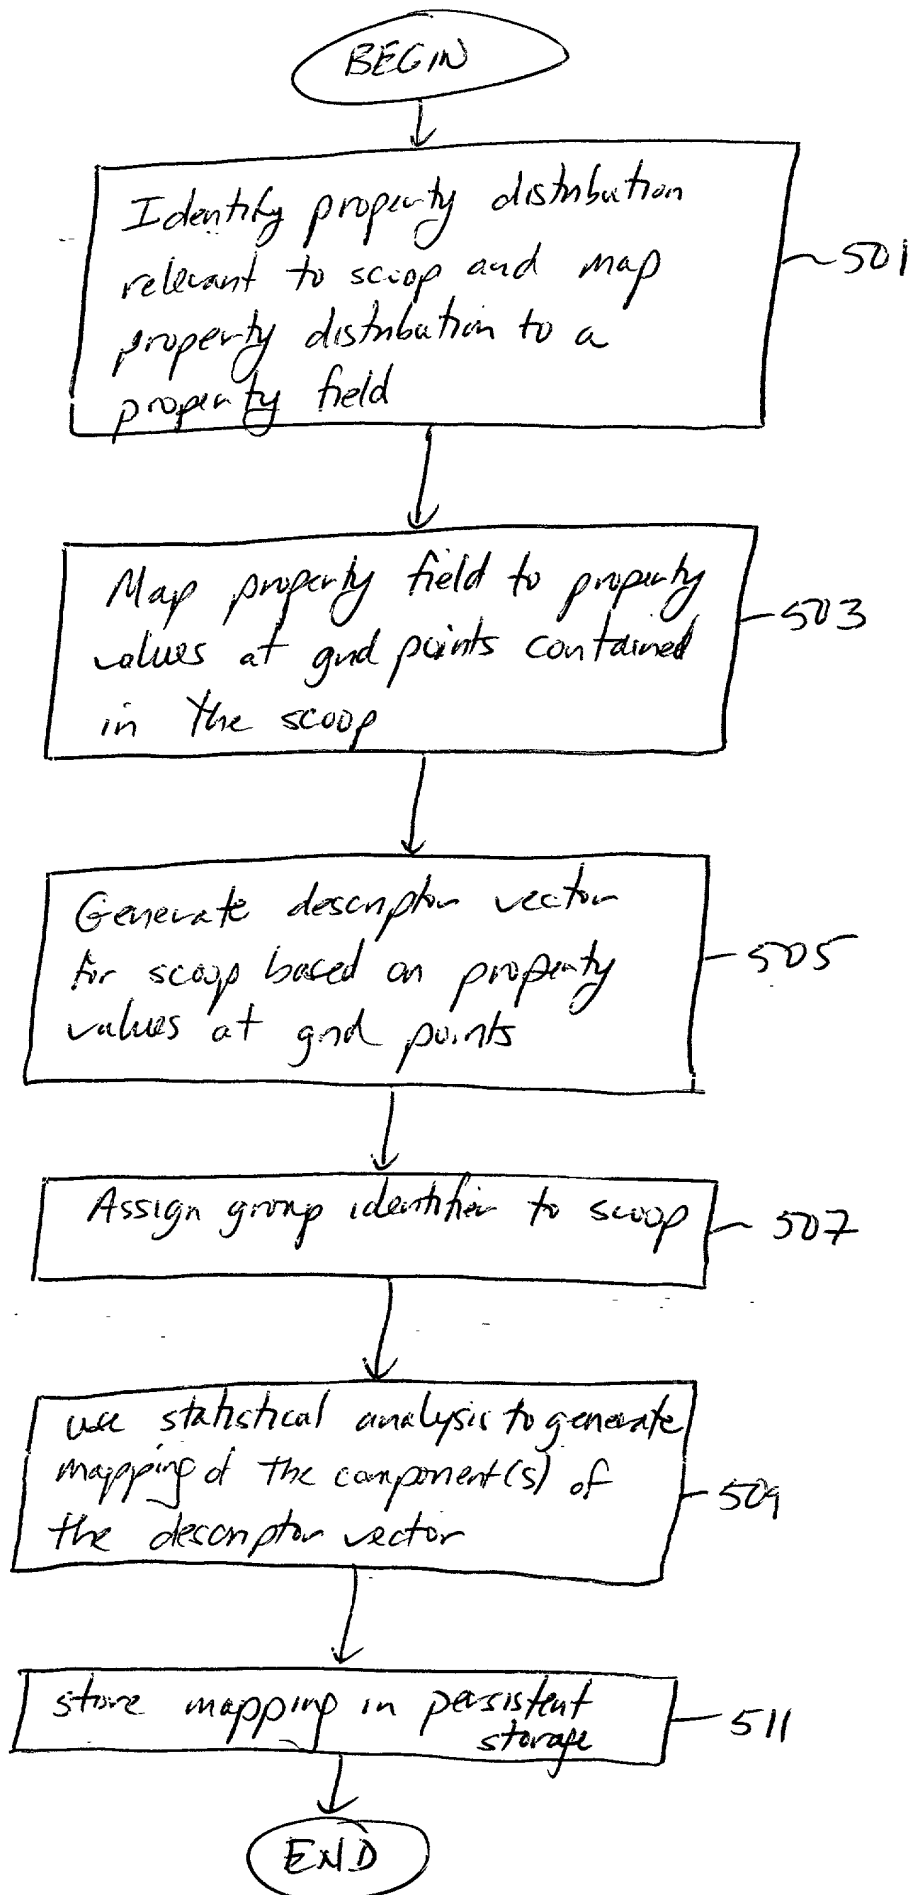 BEGIN
Identify property distribution
relevant to scoop and map
property distribution to a
property field
501
Map property field to property
values at grid points contained
in the scoop
503
Generate descriptor vector
for scoop based on property
values at grid points
505
Assign group identifier to scoop
507
use statistical analysis to generate
mapping of the component(s) of
the descriptor vector
509
store mapping in persistent
storage
511
END